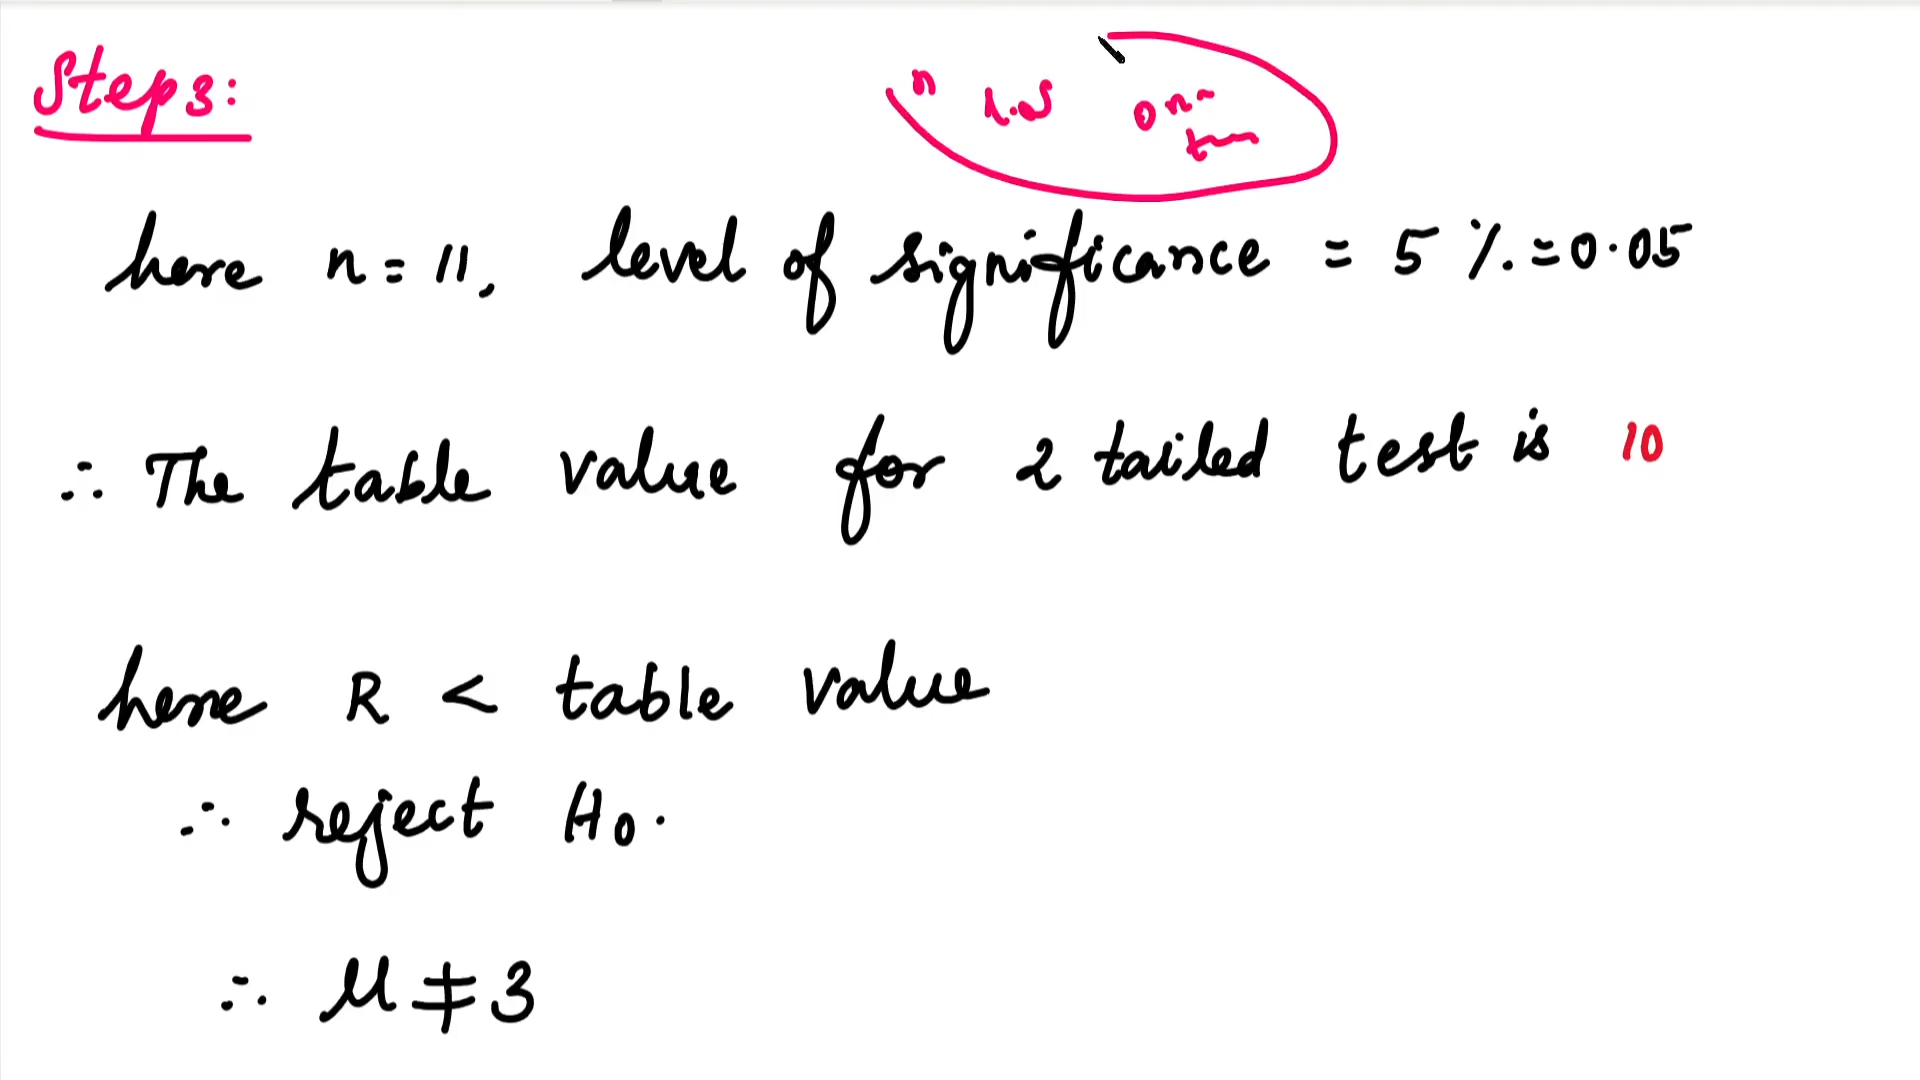 Step 3:
n l.o.s
here n = 11, level of significance = 5 % = 0.05
∴ The table value for 2 tailed test is 10
here R < table value
∴ reject H0.
∴ μ ≠ 3